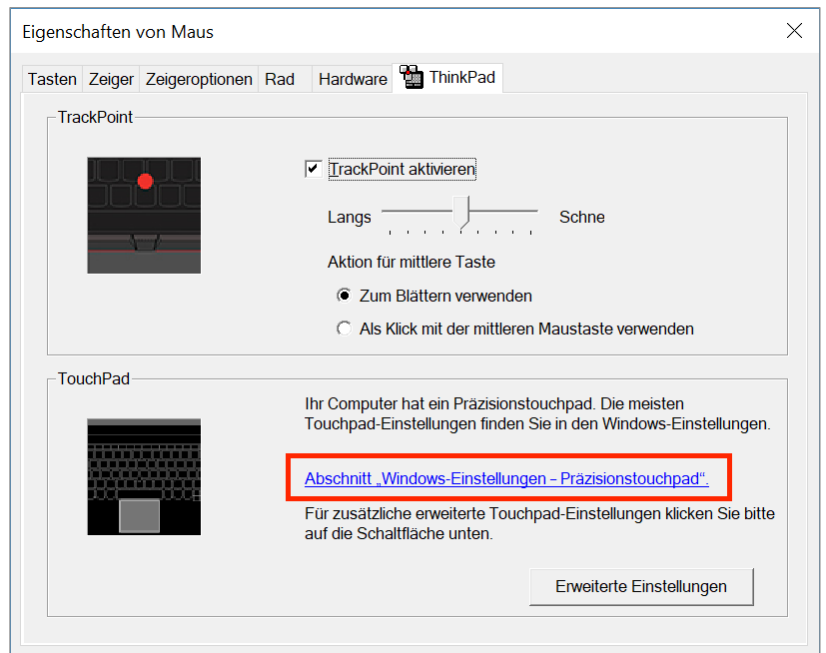 Eigenschaften von Maus
Tasten Zeiger Zeigeroptionen Rad Hardware ThinkPad
TrackPoint
TrackPoint aktivieren
Langs Schne
Aktion für mittlere Taste
Zum Blättern verwenden
Als Klick mit der mittleren Maustaste verwenden
TouchPad
Ihr Computer hat ein Präzisionstouchpad. Die meisten
Touchpad-Einstellungen finden Sie in den Windows-Einstellungen.
Abschnitt „Windows-Einstellungen – Präzisionstouchpad“.
Für zusätzliche erweiterte Touchpad-Einstellungen klicken Sie bitte
auf die Schaltfläche unten.
Erweiterte Einstellungen